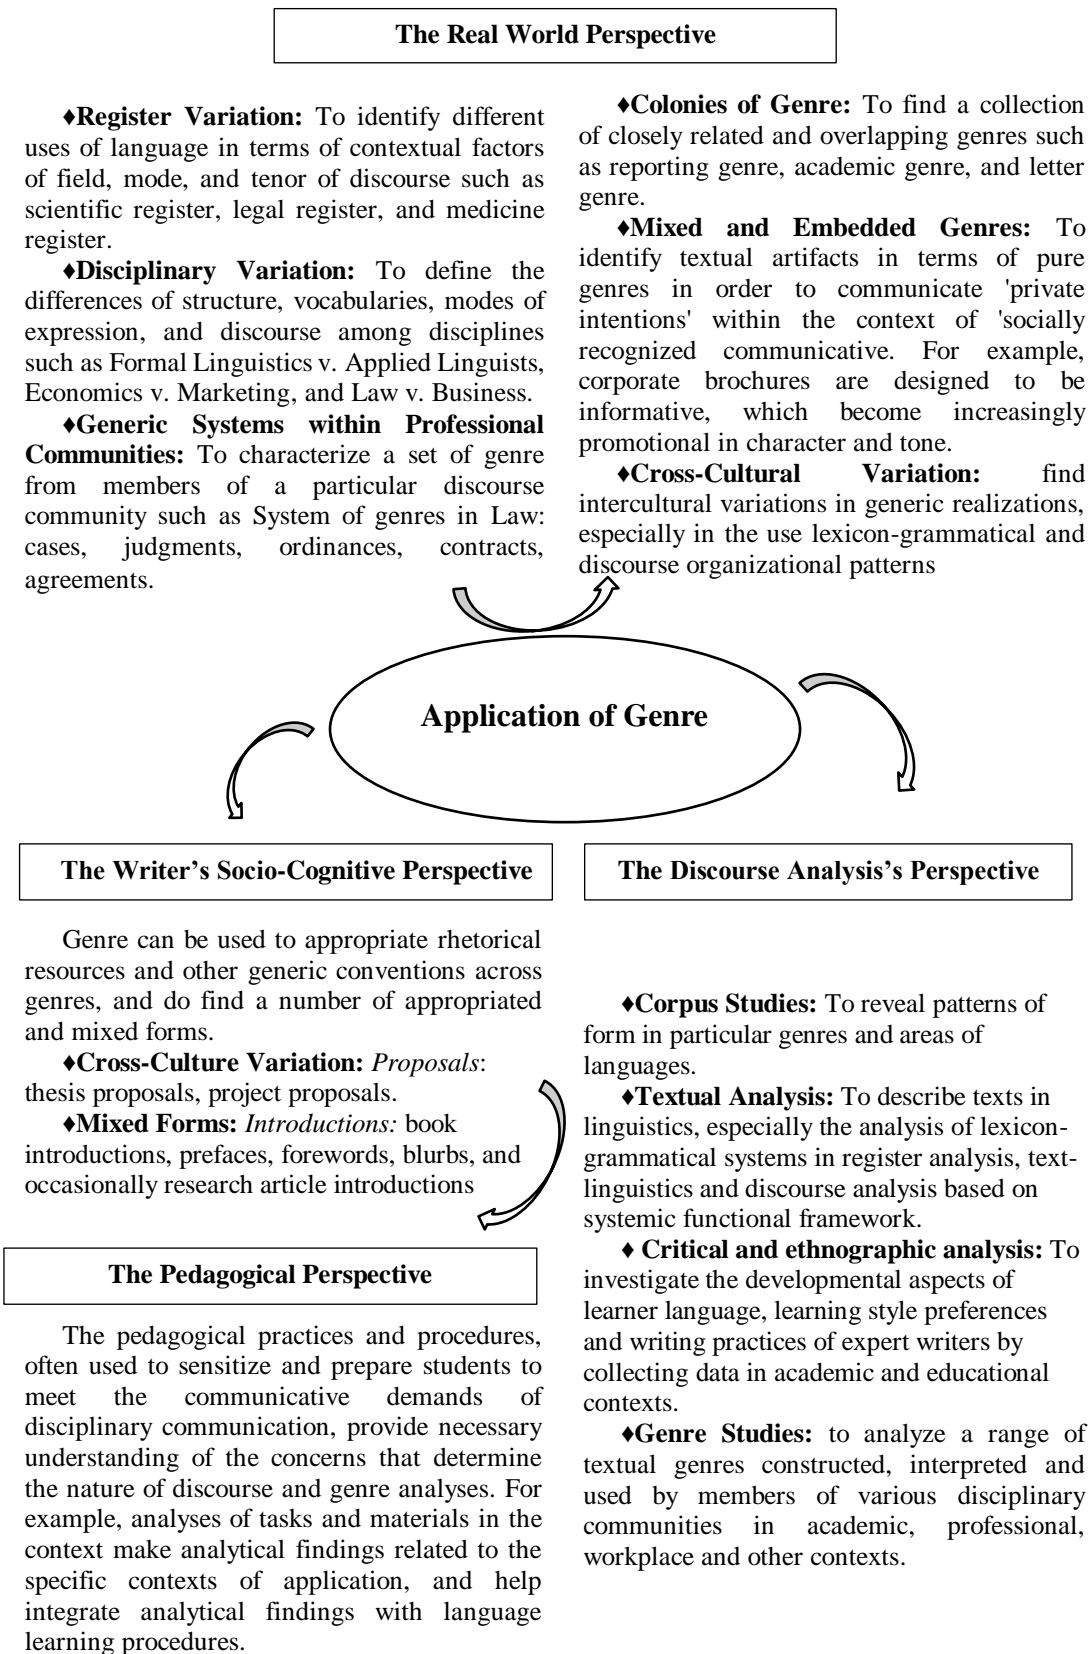 The Real World Perspective
♦Register Variation: To identify different
uses of language in terms of contextual factors
of field, mode, and tenor of discourse such as
scientific register, legal register, and medicine
register.
♦Disciplinary Variation: To define the
differences of structure, vocabularies, modes of
expression, and discourse among disciplines
such as Formal Linguistics v. Applied Linguists,
Economics v. Marketing, and Law v. Business.
♦Generic Systems within Professional
Communities: To characterize a set of genre
from members of a particular discourse
community such as System of genres in Law:
cases, judgments, ordinances, contracts,
agreements.
♦Colonies of Genre: To find a collection
of closely related and overlapping genres such
as reporting genre, academic genre, and letter
genre.
♦Mixed and Embedded Genres: To
identify textual artifacts in terms of pure
genres in order to communicate 'private
intentions' within the context of 'socially
recognized communicative. For example,
corporate brochures are designed to be
informative, which become increasingly
promotional in character and tone.
♦Cross-Cultural Variation: find
intercultural variations in generic realizations,
especially in the use lexicon-grammatical and
discourse organizational patterns
Application of Genre
The Writer’s Socio-Cognitive Perspective
Genre can be used to appropriate rhetorical
resources and other generic conventions across
genres, and do find a number of appropriated
and mixed forms.
♦Cross-Culture Variation: Proposals:
thesis proposals, project proposals.
♦Mixed Forms: Introductions: book
introductions, prefaces, forewords, blurbs, and
occasionally research article introductions
The Pedagogical Perspective
The pedagogical practices and procedures,
often used to sensitize and prepare students to
meet the communicative demands of
disciplinary communication, provide necessary
understanding of the concerns that determine
the nature of discourse and genre analyses. For
example, analyses of tasks and materials in the
context make analytical findings related to the
specific contexts of application, and help
integrate analytical findings with language
learning procedures.
The Discourse Analysis’s Perspective
♦Corpus Studies: To reveal patterns of
form in particular genres and areas of
languages.
♦Textual Analysis: To describe texts in
linguistics, especially the analysis of lexicon-
grammatical systems in register analysis, text-
linguistics and discourse analysis based on
systemic functional framework.
♦ Critical and ethnographic analysis: To
investigate the developmental aspects of
learner language, learning style preferences
and writing practices of expert writers by
collecting data in academic and educational
contexts.
♦Genre Studies: to analyze a range of
textual genres constructed, interpreted and
used by members of various disciplinary
communities in academic, professional,
workplace and other contexts.